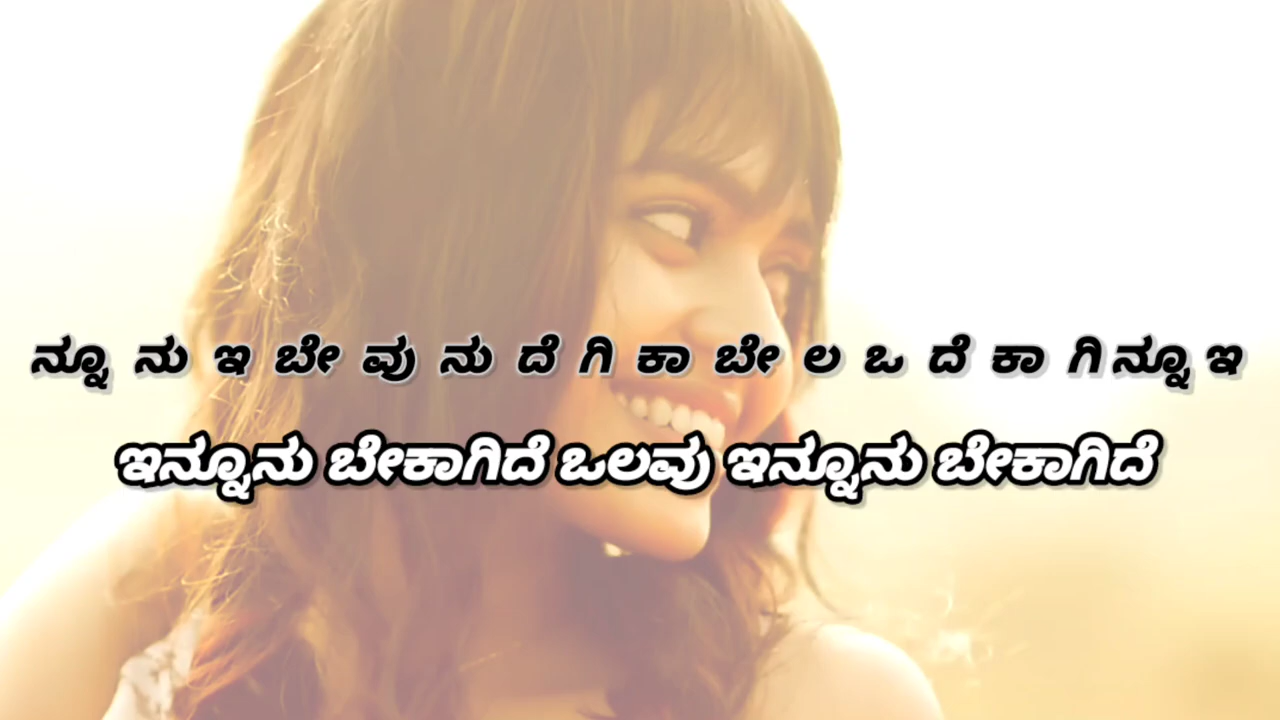 ನ್ನೂ ನು ಇ ಬೇ ವು ನು ದೆ ಗಿ ಕಾ ಬೇ ಲ ಒ ದೆ ಕಾ ಗಿ ನ್ನೂ ಇ
ಇನ್ನೂನು ಬೇಕಾಗಿದೆ ಒಲವು ಇನ್ನೂನು ಬೇಕಾಗಿದೆ